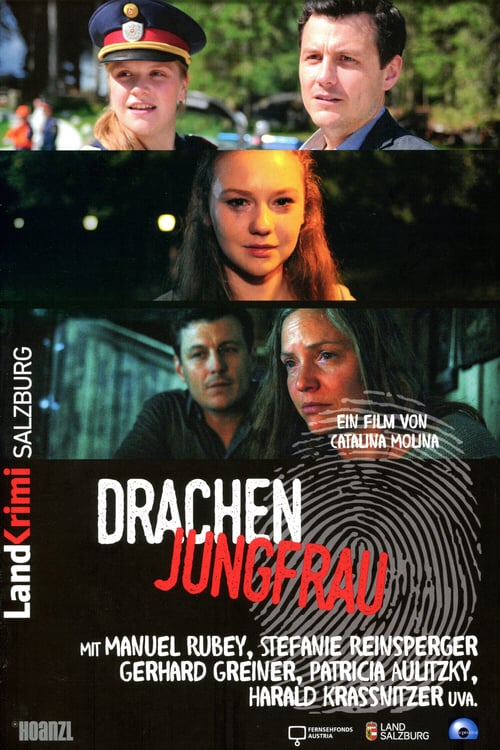 EIN FILM VON
CATALINA MOLINA
LandKrimi SALZBURG
DRACHEN
JUNGFRAU
MIT MANUEL RUBEY, STEFANIE REINSPERGER
GERHARD GREINER, PATRICIA AULITZKY,
HARALD KRASSNITZER UVA.
HOANZL
FERNSEHFONDS
AUSTRIA
LAND
SALZBURG